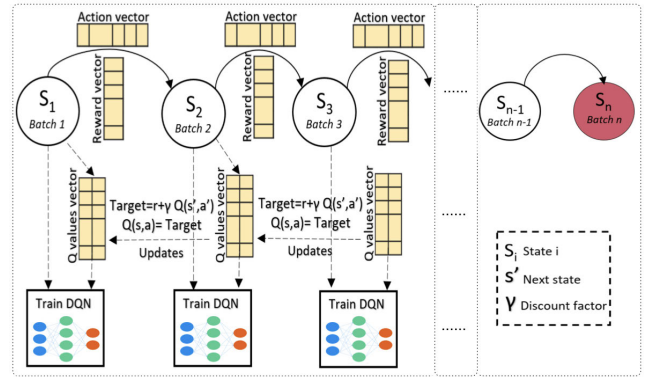 Action vector
Action vector
Action vector
S1
Batch 1
Reward vector
S2
Batch 2
Reward vector
S3
Batch 3
Reward vector
......
Sn-1
Batch n-1
Sn
Batch n
Q values vector
Target=r+γ Q(s',a')
Q(s,a)= Target
Updates
Q values vector
Target=r+γ Q(s',a')
Q(s,a)= Target
Updates
Q values vector
......
Si State i
s' Next state
γ Discount factor
Train DQN
Train DQN
Train DQN
......